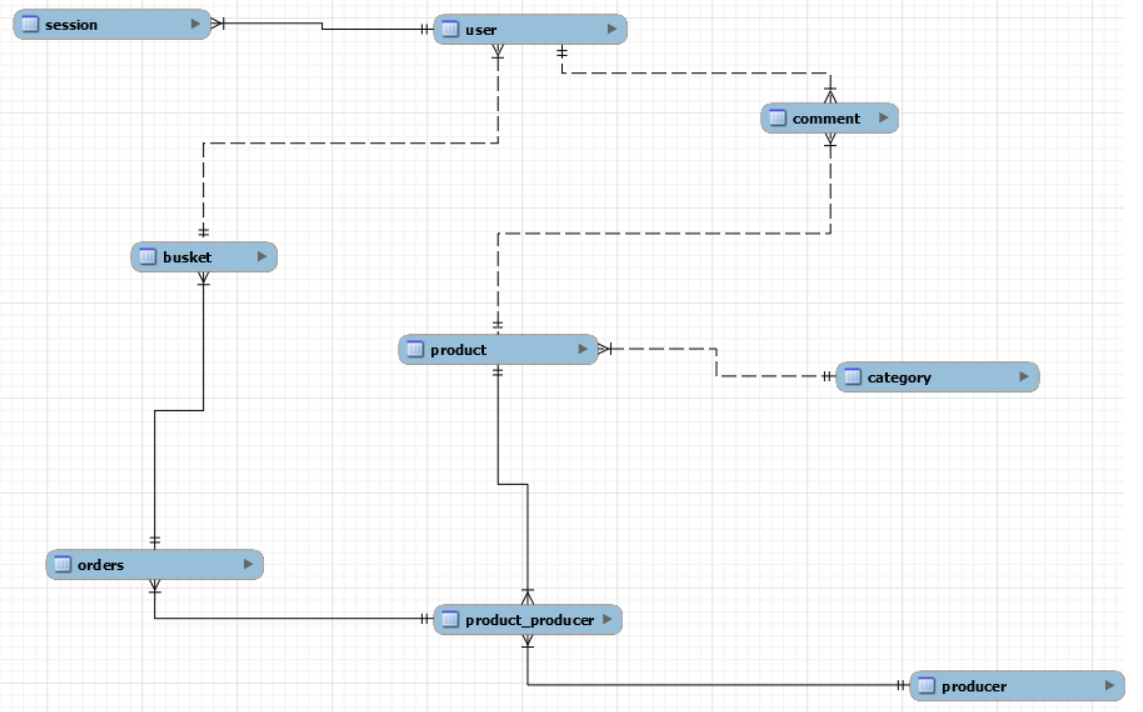 session
user
comment
busket
product
category
orders
product_producer
producer